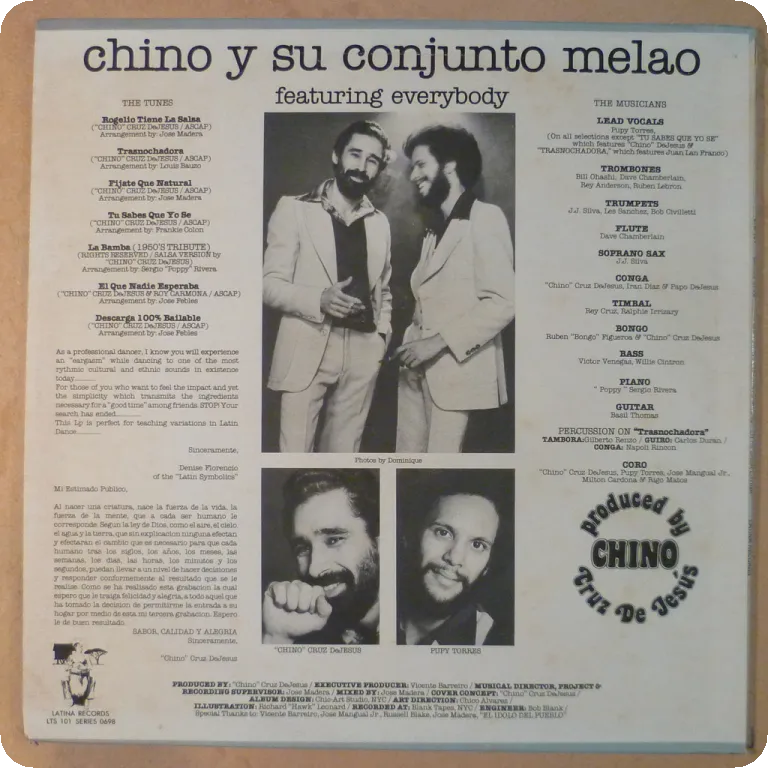 chino y su conjunto melao
featuring everybody
THE TUNES
Rogelio Tiene La Salsa
("CHINO" CRUZ DeJESUS / ASCAP)
Arrangement by: Jose Madera
Trasnochadora
("CHINO" CRUZ DeJESUS / ASCAP)
Arrangement by: Louis Bauzo
Fijate Que Natural
("CHINO" CRUZ DeJESUS / ASCAP)
Arrangement by: Jose Madera
Tu Sabes Que Yo Se
("CHINO" CRUZ DeJESUS / ASCAP)
Arrangement by: Frankie Colon
La Bamba (1960'S TRIBUTE)
(RIGHTS RESERVED / SALSA VERSION by
"CHINO" CRUZ DeJESUS)
Arrangement by: Sergio "Poppy" Rivera
El Que Nadie Esperaba
("CHINO" CRUZ DeJESUS & ROY CARMONA / ASCAP)
Arrangement by: Jose Febles
Descarga 100% Bailable
("CHINO" CRUZ DeJESUS / ASCAP)
Arrangement by: Jose Febles
As a professional dancer, I know you will experience
an "eargasm" while dancing to one of the most
rythmic cultural and ethnic sounds in existence
today............
For those of you who want to feel the impact and yet
the simplicity which transmits the ingredients
necessary for a "good time" among friends. STOP! Your
search has ended............
This Lp is perfect for teaching variations in Latin
Dance............
Sincerely,
Denise Florencio
of the "Latin Symbolics"
Mi Estimado Publico,
Al nacer una criatura, nace la fuerza de la vida, la
fuerza de la mente, que a cada ser humano le
corresponde. Segun la ley de Dios, como el aire, el cielo
el agua y la tierra, que sin explicacion ninguna efectan
y efectaran el cambio que es necesario para que cada
humano tras los siglos, los años, los meses, las
semanas, los dias, las horas, los minutos y los
segundos, puedan llevar a un nivel de hacer decisiones
y responder conformemente al resultado que se le
realise. Como se ha realisado esta grabacion la cual
espero que le traiga felicidad y alegria, a todo aquel que
ha tomado la decision de permitirme la entrada a su
hogar por medio de esta mi tercera grabacion. Espero
le de buen resultado.
SABOR, CALIDAD Y ALEGRIA
Sinceramente,
"Chino" Cruz DeJesus
LATINA RECORDS
LTS 101 SERIES 0698
Photos by Dominique
"CHINO" CRUZ DeJESUS
PUPY TORRES
THE MUSICIANS
LEAD VOCALS
Pupy Torres,
(On all selections except "TU SABES QUE YO SE"
which features "Chino" DeJesus &
"TRASNOCHADORA," which features Juan Lan Franco)
TROMBONES
Bill Ohashi, Dave Chamberlain,
Rey Anderson, Ruben Lebron
TRUMPETS
J.J. Silva, Les Sanchez, Bob Civilletti
FLUTE
Dave Chamberlain
SOPRANO SAX
J.J. Silva
CONGA
"Chino" Cruz DeJesus, Iran Diaz & Papo DeJesus
TIMBAL
Rey Cruz, Ralphie Irrizary
BONGO
Ruben "Bongo" Figueroa & "Chino" Cruz DeJesus
BASS
Victor Venegas, Willie Cintron
PIANO
"Poppy" Sergio Rivera
GUITAR
Basil Thomas
PERCUSSION ON "Trasnochadora"
TAMBORA: Gilberto Renzo / GUIRO: Carlos Duran /
CONGA: Napoli Rincon
CORO
"Chino" Cruz DeJesus, Pupy Torres, Jose Mangual Jr.,
Milton Cardona & Rigo Matos
produced by
CHINO
Cruz De Jesús
PRODUCED BY: "Chino" Cruz DeJesus / EXECUTIVE PRODUCER: Vicente Barreiro / MUSICAL DIRECTOR, PROJECT &
RECORDING SUPERVISOR: Jose Madera / MIXED BY: Jose Madera / COVER CONCEPT: "Chino" Cruz DeJesus /
ALBUM DESIGN: Chic-Art Studio, NYC / ART DIRECTION: Chico Alvarez /
ILLUSTRATION: Richard "Hawk" Leonard / RECORDED AT: Blank Tapes, NYC / ENGINEER: Bob Blank /
Special Thanks to: Vicente Barreiro, Jose Mangual Jr., Russell Blake, Jose Madera, "EL IDOLO DEL PUEBLO"